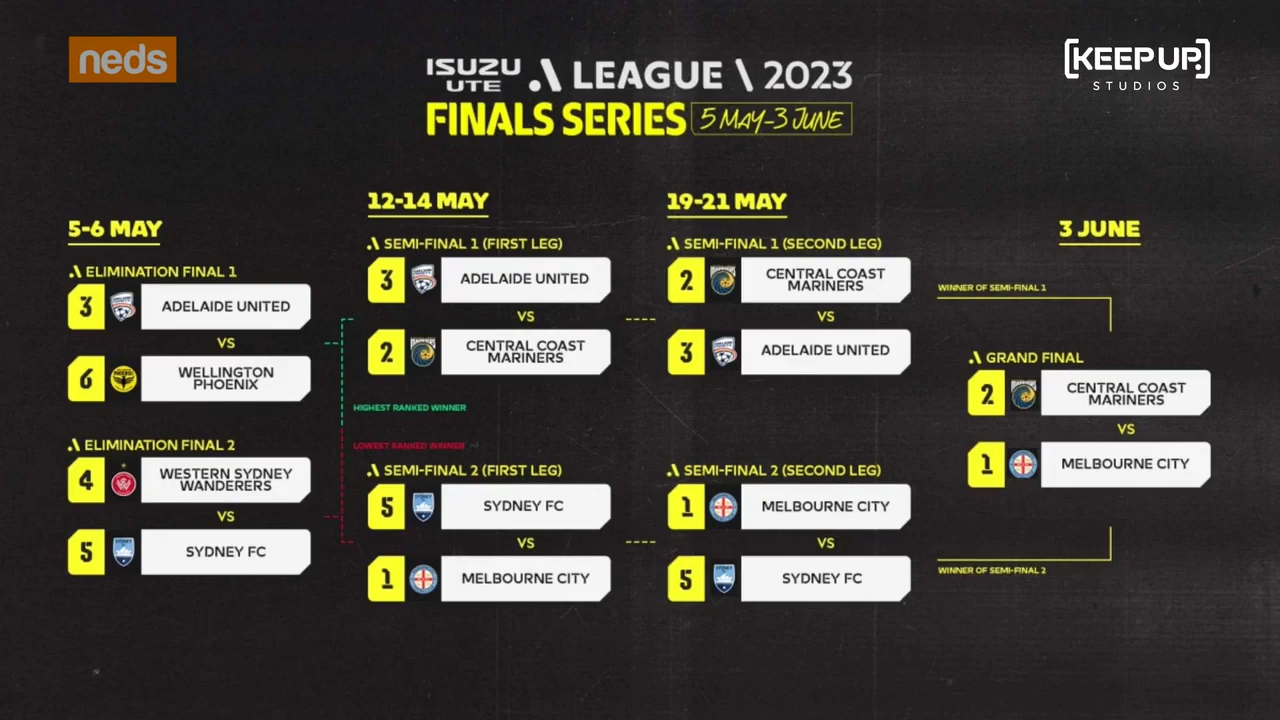 neds
ISUZU UTE A LEAGUE \ 2023
FINALS SERIES 5 MAY-3 JUNE
[KEEPUP.]
STUDIOS
5-6 MAY
ELIMINATION FINAL 1
3 ADELAIDE UNITED
VS
6 WELLINGTON
PHOENIX
ELIMINATION FINAL 2
4 WESTERN SYDNEY
WANDERERS
VS
5 SYDNEY FC
12-14 MAY
SEMI-FINAL 1 (FIRST LEG)
3 ADELAIDE UNITED
VS
2 CENTRAL COAST
MARINERS
HIGHEST RANKED WINNER
LOWEST RANKED WINNER
SEMI-FINAL 2 (FIRST LEG)
5 SYDNEY FC
VS
1 MELBOURNE CITY
19-21 MAY
SEMI-FINAL 1 (SECOND LEG)
2 CENTRAL COAST
MARINERS
VS
3 ADELAIDE UNITED
SEMI-FINAL 2 (SECOND LEG)
1 MELBOURNE CITY
VS
5 SYDNEY FC
3 JUNE
WINNER OF SEMI-FINAL 1
GRAND FINAL
2 CENTRAL COAST
MARINERS
VS
1 MELBOURNE CITY
WINNER OF SEMI-FINAL 2